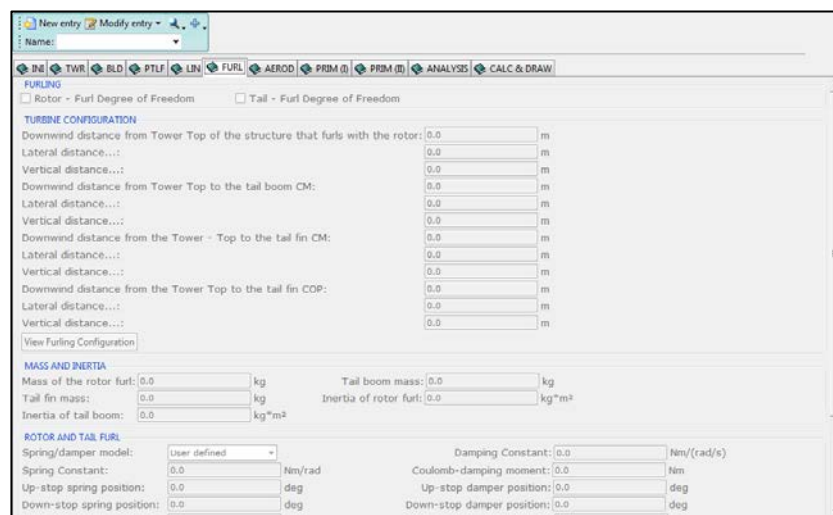 New entry Modify entry
Name:
INI TWR BLD PTLF LIN FURL AEROD PRIM (I) PRIM (II) ANALYSIS CALC & DRAW
FURLING
Rotor - Furl Degree of Freedom Tail - Furl Degree of Freedom
TURBINE CONFIGURATION
Downwind distance from Tower Top of the structure that furls with the rotor: 0.0 m
Lateral distance...: 0.0 m
Vertical distance...: 0.0 m
Downwind distance from Tower Top to the tail boom CM: 0.0 m
Lateral distance...: 0.0 m
Vertical distance...: 0.0 m
Downwind distance from the Tower - Top to the tail fin CM: 0.0 m
Lateral distance...: 0.0 m
Vertical distance...: 0.0 m
Downwind distance from the Tower Top to the tail fin COP: 0.0 m
Lateral distance...: 0.0 m
Vertical distance...: 0.0 m
View Furling Configuration
MASS AND INERTIA
Mass of the rotor furl: 0.0 kg Tail boom mass: 0.0 kg
Tail fin mass: 0.0 kg Inertia of rotor furl: 0.0 kg*m²
Inertia of tail boom: 0.0 kg*m²
ROTOR AND TAIL FURL
Spring/damper model: User defined Damping Constant: 0.0 Nm/(rad/s)
Spring Constant: 0.0 Nm/rad Coulomb-damping moment: 0.0 Nm
Up-stop spring position: 0.0 deg Up-stop damper position: 0.0 deg
Down-stop spring position: 0.0 deg Down-stop damper position: 0.0 deg